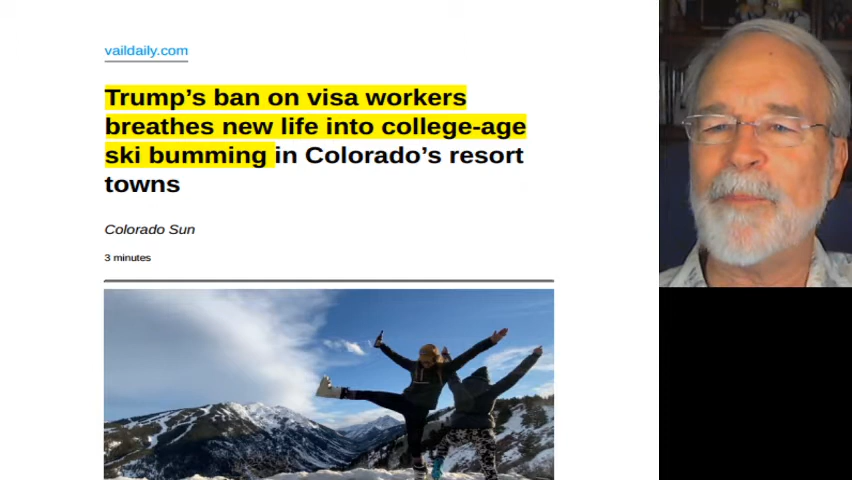 vaildaily.com
Trump’s ban on visa workers
breathes new life into college-age
ski bumming in Colorado’s resort
towns
Colorado Sun
3 minutes